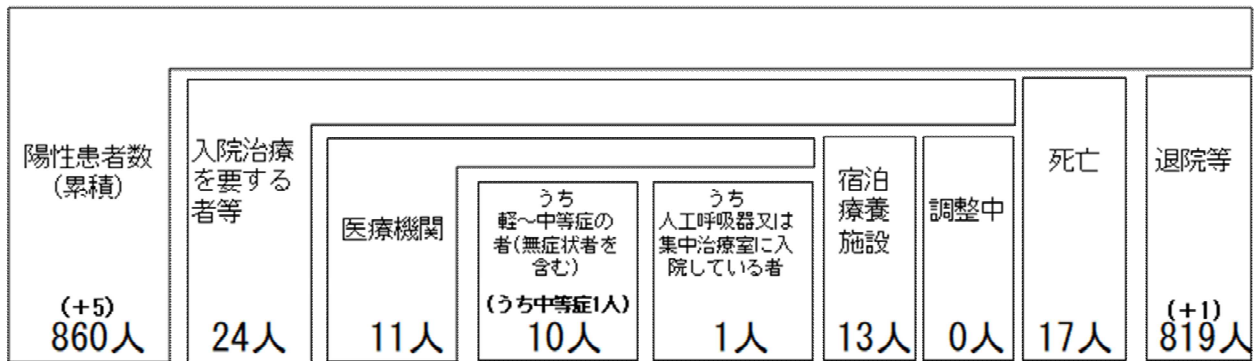 陽性患者数
(累積)
(+5)
860人
入院治療
を要する
者等
24人
医療機関
11人
うち
軽～中等症の
者(無症状者を
含む)
(うち中等症1人)
10人
うち
人工呼吸器又は
集中治療室に入
院している者
1人
宿泊
療養
施設
13人
調整中
0人
死亡
17人
退院等
(+1)
819人